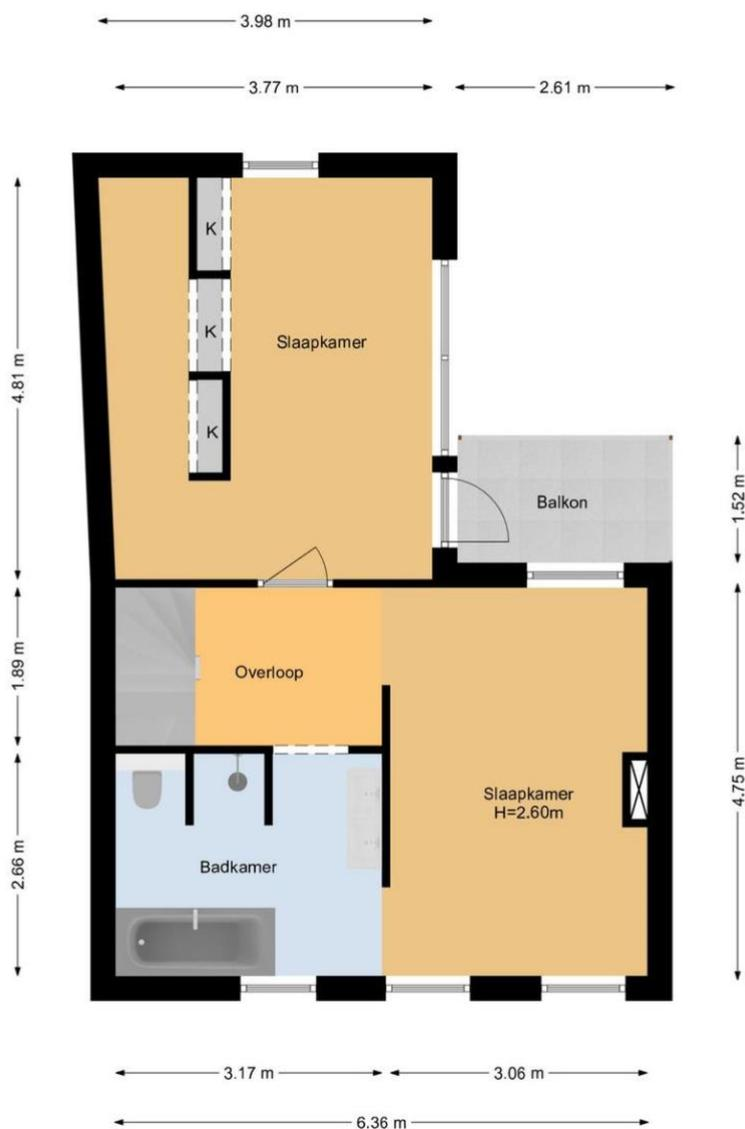 3.98 m
3.77 m
2.61 m
K
K
Slaapkamer
4.81 m
K
Balkon
1.52 m
Overloop
1.89 m
Slaapkamer
H=2.60m
4.75 m
2.66 m
Badkamer
3.17 m
3.06 m
6.36 m